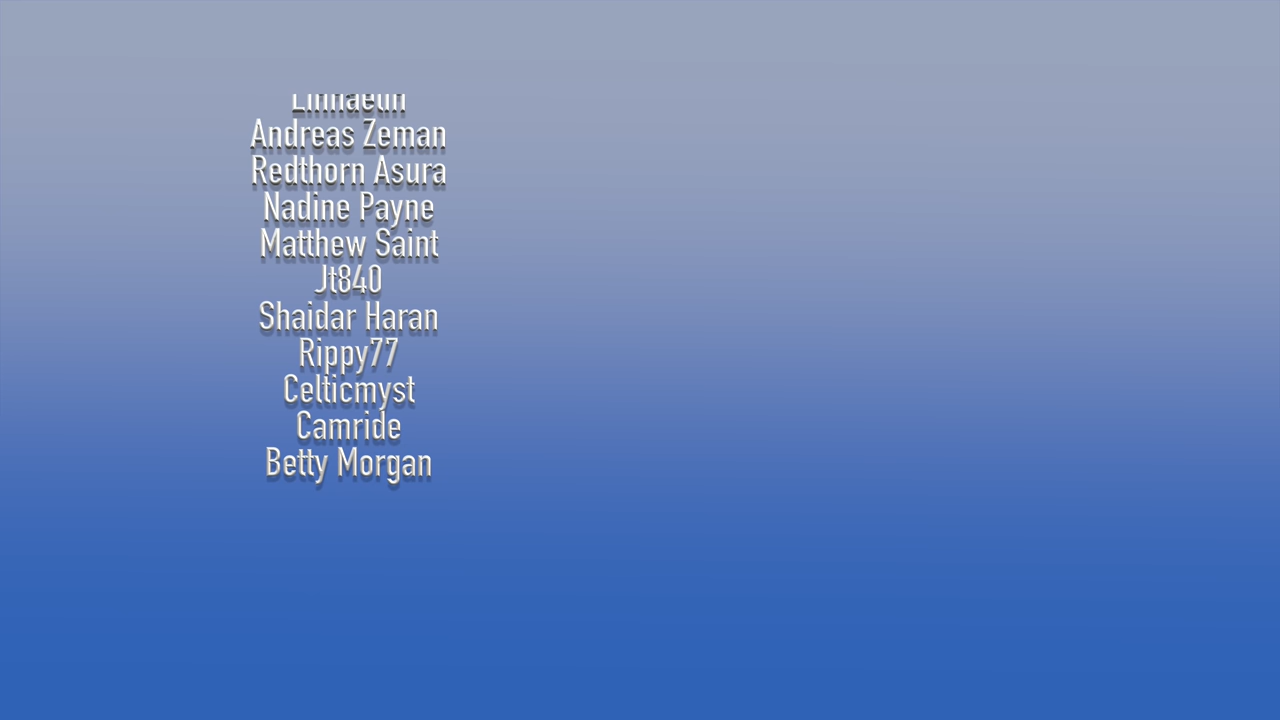 Andreas Zeman
Redthorn Asura
Nadine Payne
Matthew Saint
Jt840
Shaidar Haran
Rippy77
Celticmyst
Camride
Betty Morgan